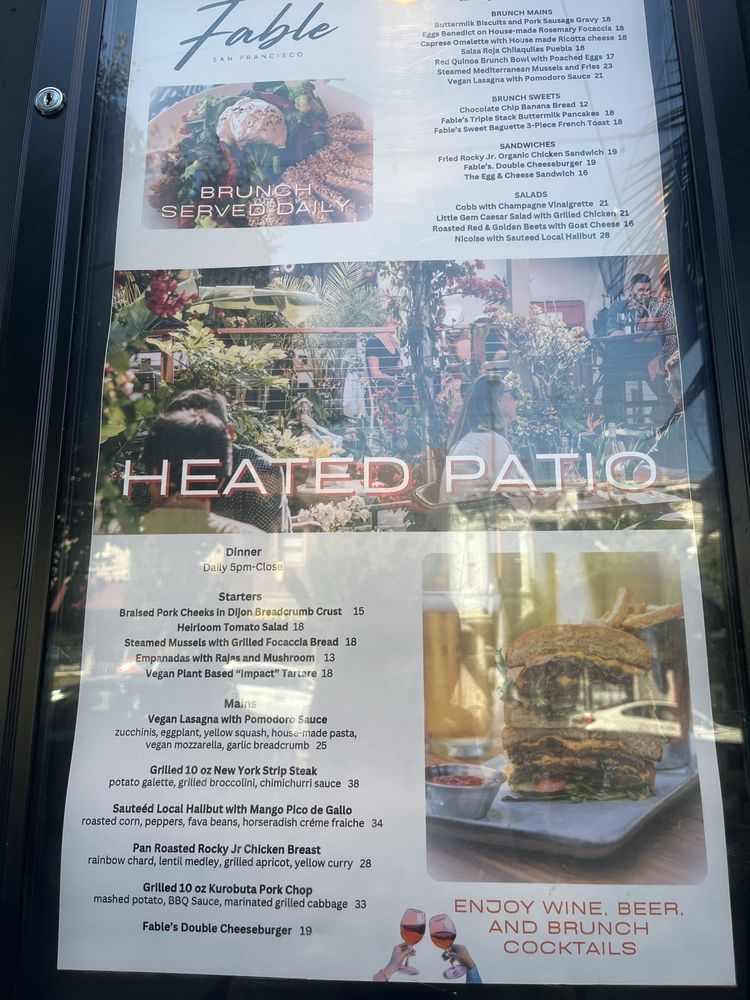 Fable
SAN FRANCISCO
BRUNCH
SERVED DAILY
BRUNCH MAINS
Buttermilk Biscuits and Pork Sausage Gravy 18
Eggs Benedict on House-made Rosemary Focaccia 18
Caprese Omelette with House made Ricotta cheese 18
Salsa Roja Chilaquiles Puebla 18
Red Quinoa Brunch Bowl with Poached Eggs 17
Steamed Mediterranean Mussels and Fries 23
Vegan Lasagna with Pomodoro Sauce 21
BRUNCH SWEETS
Chocolate Chip Banana Bread 12
Fable's Triple Stack Buttermilk Pancakes 18
Fable's Sweet Baguette 3-Piece French Toast 18
SANDWICHES
Fried Rocky Jr. Organic Chicken Sandwich 19
Fable's. Double Cheeseburger 19
The Egg & Cheese Sandwich 16
SALADS
Cobb with Champagne Vinaigrette 21
Little Gem Caesar Salad with Grilled Chicken 21
Roasted Red & Golden Beets with Goat Cheese 16
Nicoise with Sauteed Local Halibut 28
HEATED PATIO
Dinner
Daily 5pm-Close
Starters
Braised Pork Cheeks in Dijon Breadcrumb Crust 15
Heirloom Tomato Salad 18
Steamed Mussels with Grilled Focaccia Bread 18
Empanadas with Rajas and Mushroom 13
Vegan Plant Based "Impact" Tartare 18
Mains
Vegan Lasagna with Pomodoro Sauce
zucchinis, eggplant, yellow squash, house-made pasta,
vegan mozzarella, garlic breadcrumb 25
Grilled 10 oz New York Strip Steak
potato galette, grilled broccolini, chimichurri sauce 38
Sauteéd Local Halibut with Mango Pico de Gallo
roasted corn, peppers, fava beans, horseradish créme fraiche 34
Pan Roasted Rocky Jr Chicken Breast
rainbow chard, lentil medley, grilled apricot, yellow curry 28
Grilled 10 oz Kurobuta Pork Chop
mashed potato, BBQ Sauce, marinated grilled cabbage 33
Fable's Double Cheeseburger 19
ENJOY WINE, BEER,
AND BRUNCH
COCKTAILS